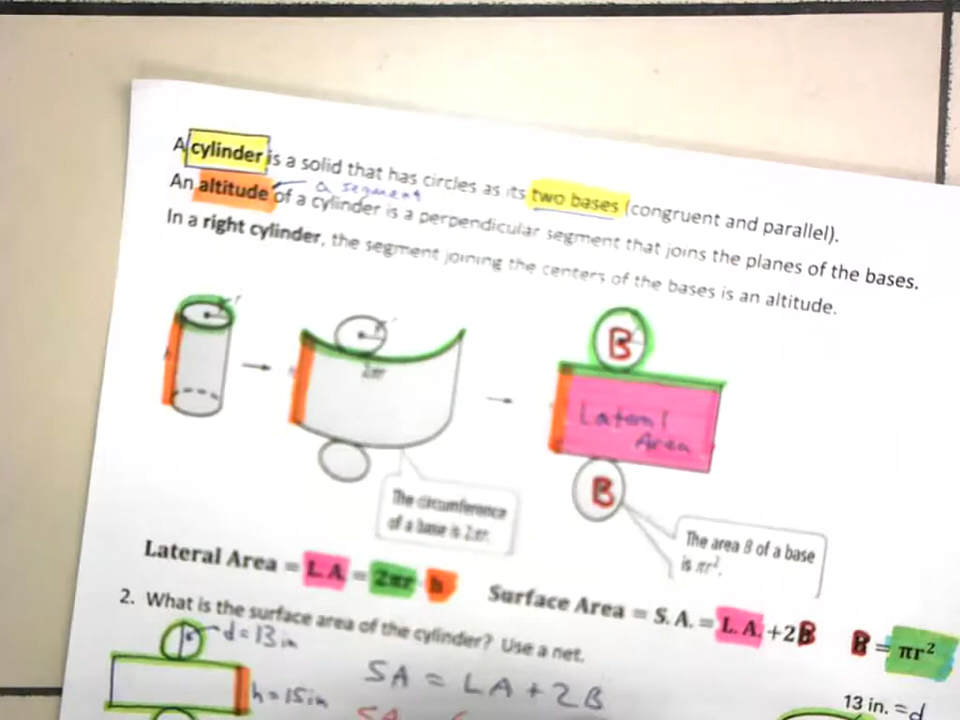 A cylinder is a solid that has circles as its two bases (congruent and parallel).
a segment
An altitude of a cylinder is a perpendicular segment that joins the planes of the bases.
In a right cylinder, the segment joining the centers of the bases is an altitude.
r
r
2πr
B
Lateral
Area
B
The circumference
of a base is 2πr.
The area B of a base
is πr².
Lateral Area = L.A. = 2πr h
Surface Area = S. A. = L. A. +2B
B = πr²
2. What is the surface area of the cylinder? Use a net.
d=13in
h=15in
SA = LA + 2B
13 in. =d